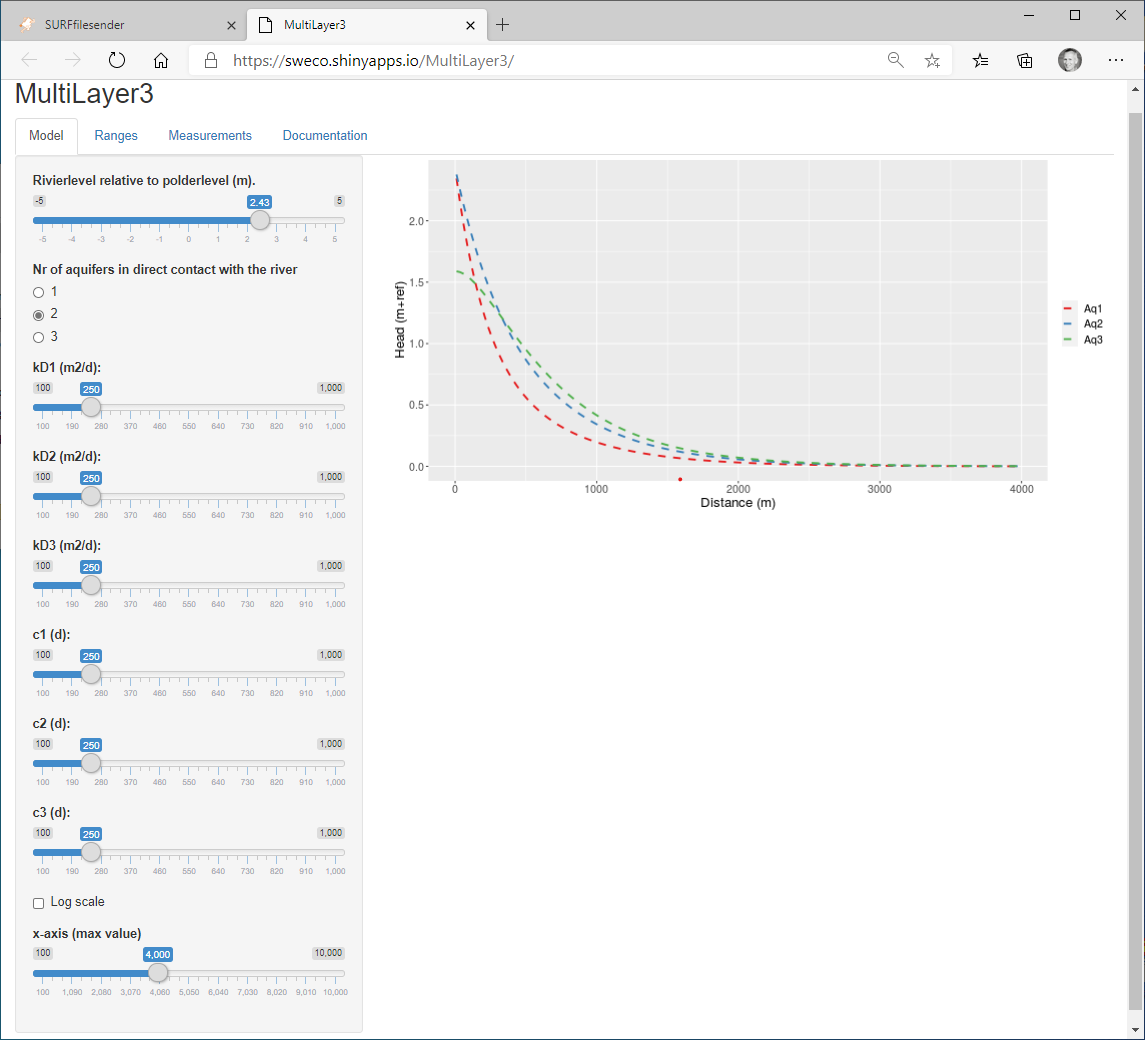 SURFfilesender
MultiLayer3
https://sweco.shinyapps.io/MultiLayer3/
MultiLayer3
Model Ranges Measurements Documentation
Rivierlevel relative to polderlevel (m).
-5 2.43 5
-5 -4 -3 -2 -1 0 1 2 3 4 5
Nr of aquifers in direct contact with the river
1
2
3
kD1 (m2/d):
100 250 1,000
100 190 280 370 460 550 640 730 820 910 1,000
kD2 (m2/d):
100 250 1,000
100 190 280 370 460 550 640 730 820 910 1,000
kD3 (m2/d):
100 250 1,000
100 190 280 370 460 550 640 730 820 910 1,000
c1 (d):
100 250 1,000
100 190 280 370 460 550 640 730 820 910 1,000
c2 (d):
100 250 1,000
100 190 280 370 460 550 640 730 820 910 1,000
c3 (d):
100 250 1,000
100 190 280 370 460 550 640 730 820 910 1,000
Log scale
x-axis (max value)
100 4,000 10,000
100 1,090 2,080 3,070 4,060 5,050 6,040 7,030 8,020 9,010 10,000
Head (m+ref)
2.0
1.5
1.0
0.5
0.0
0 1000 2000 3000 4000
Distance (m)
Aq1
Aq2
Aq3